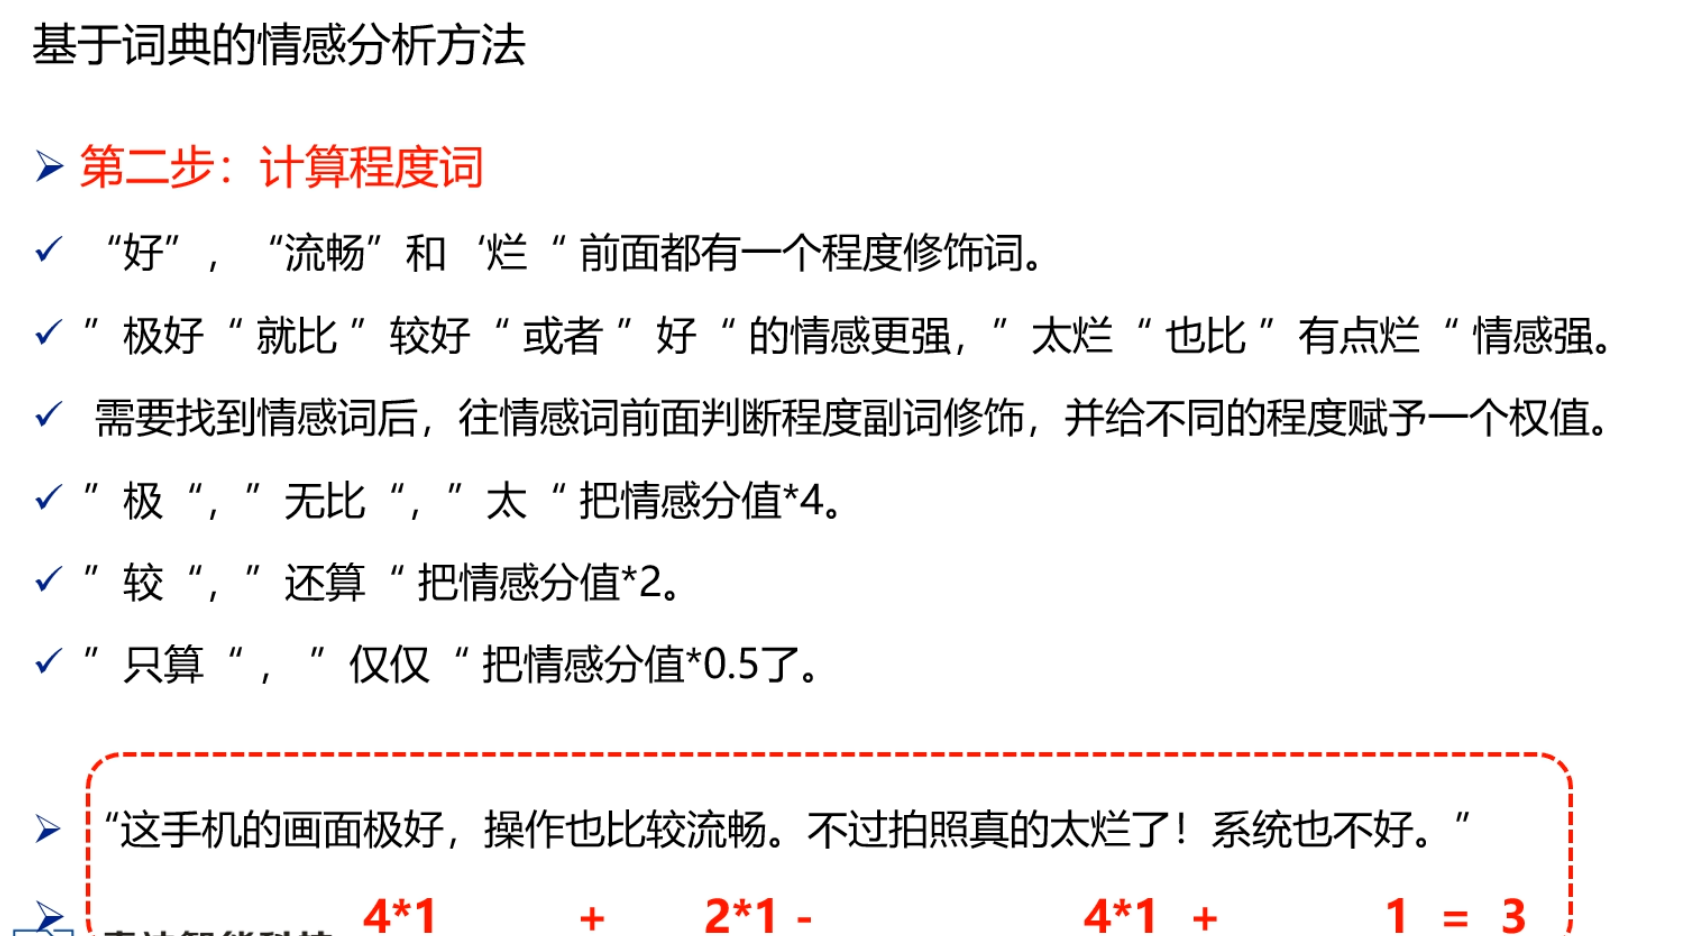 基于词典的情感分析方法
第二步：计算程度词
“好”，“流畅”和‘烂“ 前面都有一个程度修饰词。
”极好“ 就比 ”较好“ 或者 ”好“ 的情感更强，”太烂“ 也比 ”有点烂“ 情感强。
需要找到情感词后，往情感词前面判断程度副词修饰，并给不同的程度赋予一个权值。
”极“，”无比“，”太“ 把情感分值*4。
”较“，”还算“ 把情感分值*2。
”只算“ ，”仅仅“ 把情感分值*0.5了。
“这手机的画面极好，操作也比较流畅。不过拍照真的太烂了！系统也不好。”
4*1 + 2*1 - 4*1 + 1 = 3